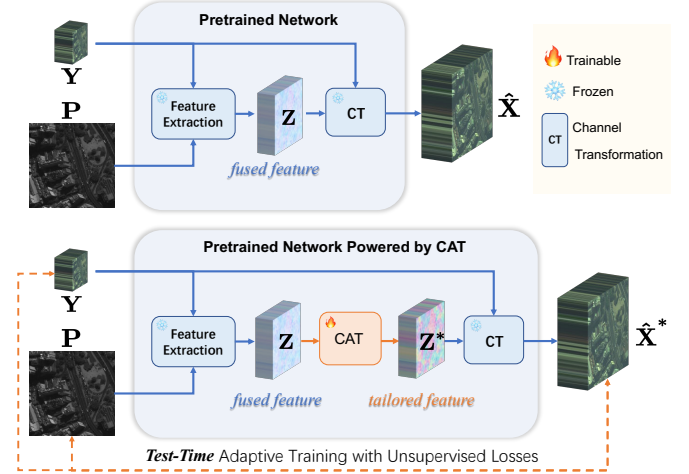 Pretrained Network
Y
P
Feature
Extraction
Z
CT
fused feature
X̂
Trainable
Frozen
CT
Channel
Transformation
Pretrained Network Powered by CAT
Y
P
Feature
Extraction
Z
CAT
Z*
CT
fused feature
tailored feature
X̂*
Test-Time Adaptive Training with Unsupervised Losses